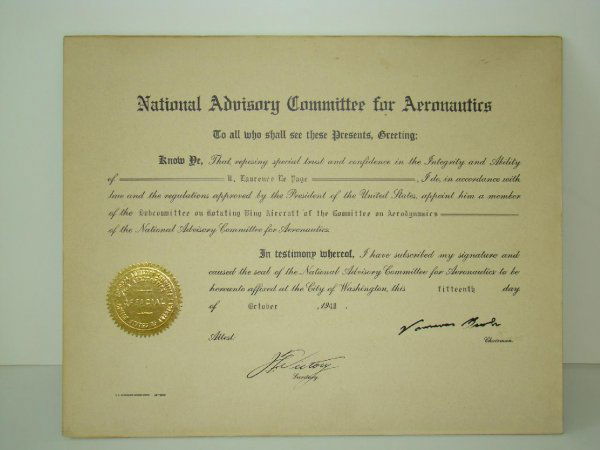 National Advisory Committee for Aeronautics
To all who shall see these Presents, Greeting:
Know Ye, That, reposing special trust and confidence in the Integrity and Ability
of W. Laurence Le Page, I do, in accordance with
law and the regulations approved by the President of the United States, appoint him a member
of the Subcommittee on Rotating Wing Aircraft of the Committee on Aerodynamics
of the National Advisory Committee for Aeronautics.
In testimony whereof, I have subscribed my signature and
caused the seal of the National Advisory Committee for Aeronautics to be
hereunto affixed at the City of Washington, this fifteenth day
of October
Attest:
Vannevar Bush
Chairman.
J F Victory
Secretary.
OFFICIAL